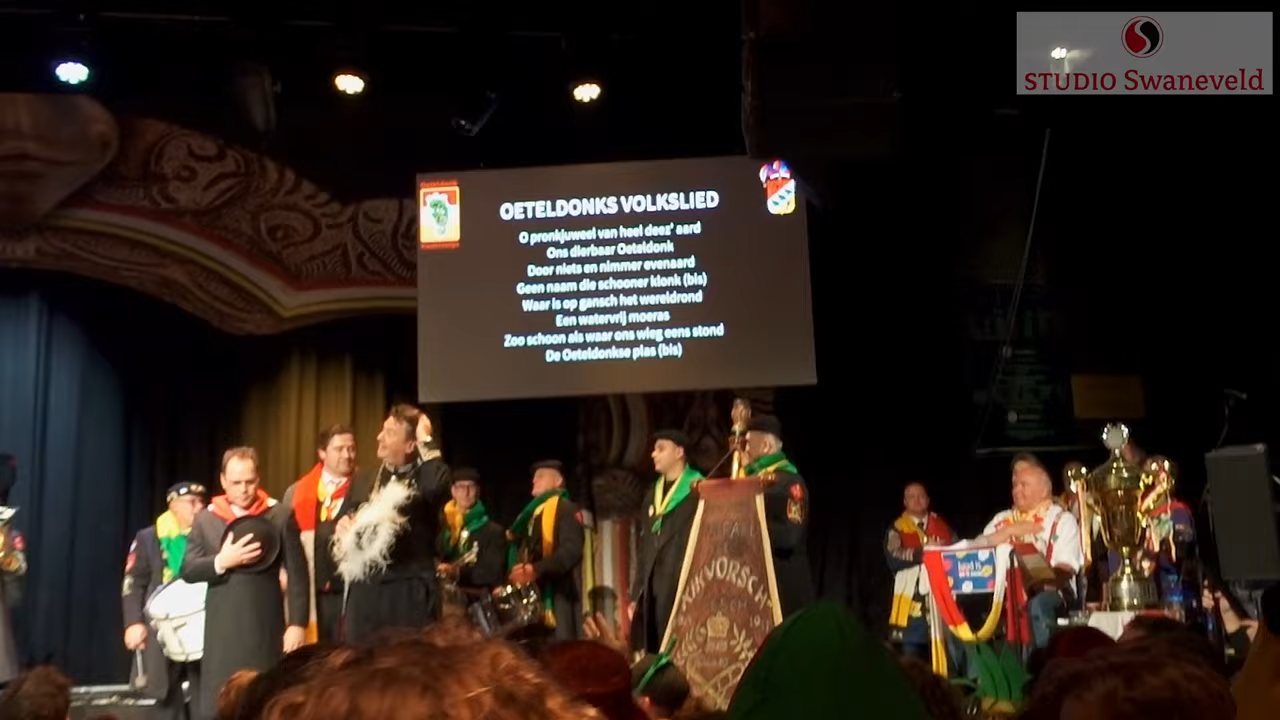 STUDIO Swaneveld
OETELDONKS VOLKSLIED
O pronkjuweel van heel deez' aard
Ons dierbaar Oeteldonk
Door niets en nimmer evenaard
Geen naam die schooner klonk (bis)
Waar is op gansch het wereldrond
Een watervrij moeras
Zoo schoon als waar ons wieg eens stond
De Oeteldonkse plas (bis)